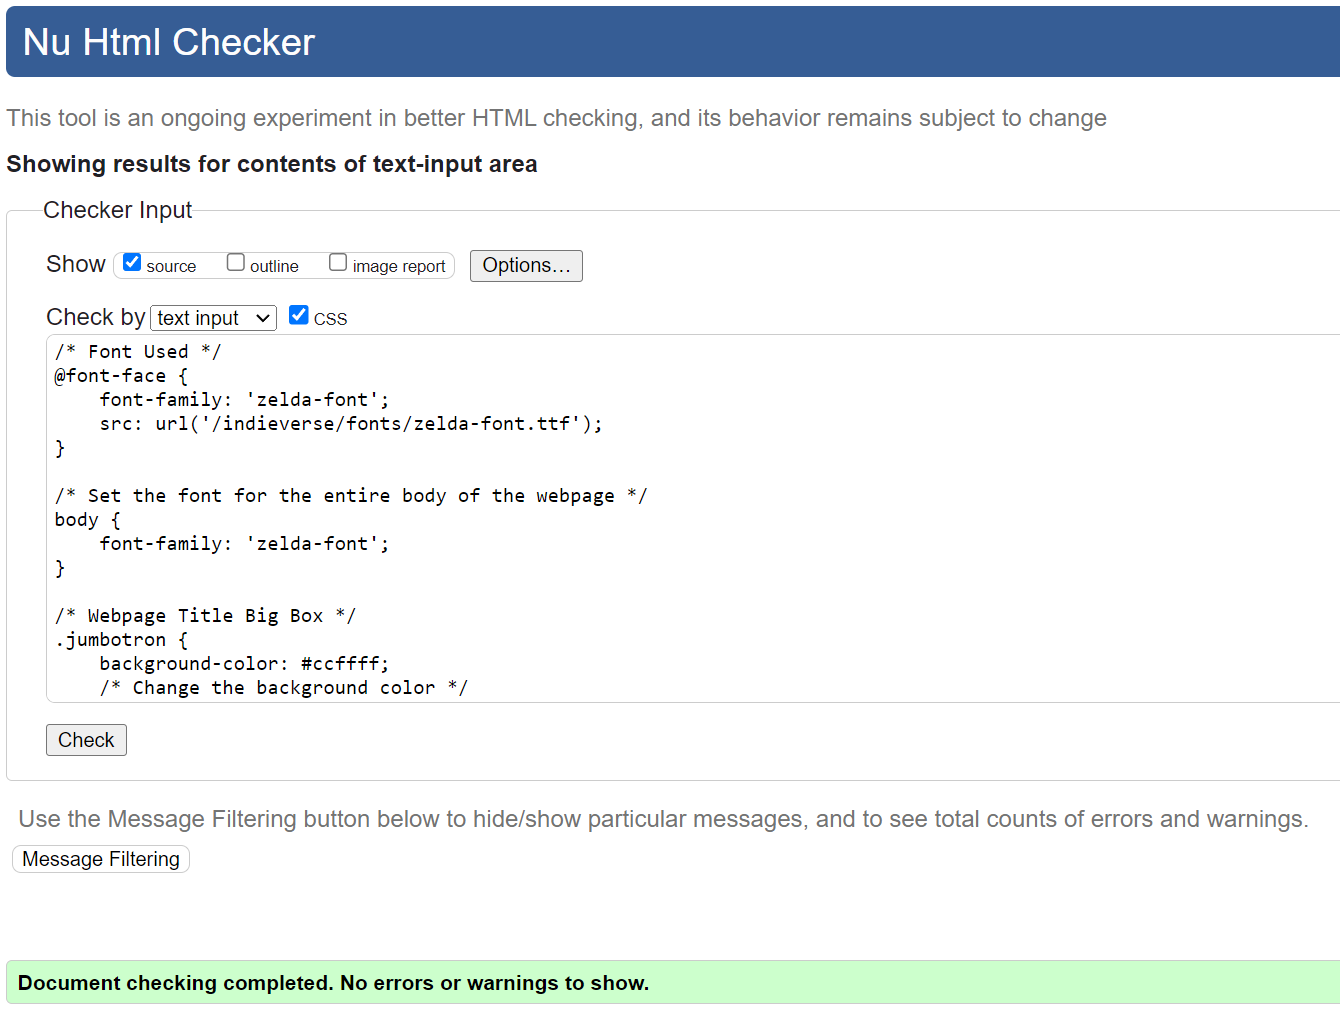 Nu Html Checker
This tool is an ongoing experiment in better HTML checking, and its behavior remains subject to change
Showing results for contents of text-input area
Checker Input
Show source outline image report Options...
Check by text input CSS
/* Font Used */
@font-face {
    font-family: 'zelda-font';
    src: url('/indieverse/fonts/zelda-font.ttf');
}
/* Set the font for the entire body of the webpage */
body {
    font-family: 'zelda-font';
}
/* Webpage Title Big Box */
.jumbotron {
    background-color: #ccffff;
    /* Change the background color */
Check
Use the Message Filtering button below to hide/show particular messages, and to see total counts of errors and warnings.
Message Filtering
Document checking completed. No errors or warnings to show.